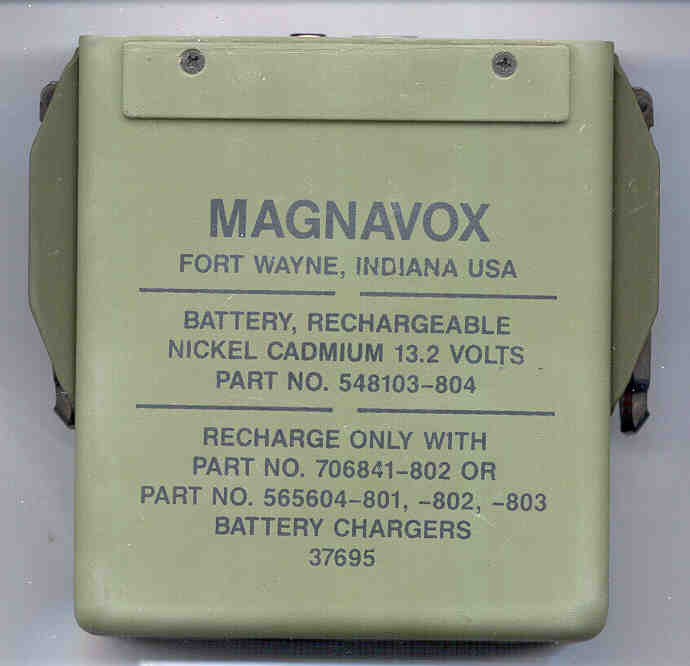 MAGNAVOX
FORT WAYNE, INDIANA USA
BATTERY, RECHARGEABLE
NICKEL CADMIUM 13.2 VOLTS
PART NO. 548103-804
RECHARGE ONLY WITH
PART NO. 706841-802 OR
PART NO. 565604-801, -802, -803
BATTERY CHARGERS
37695